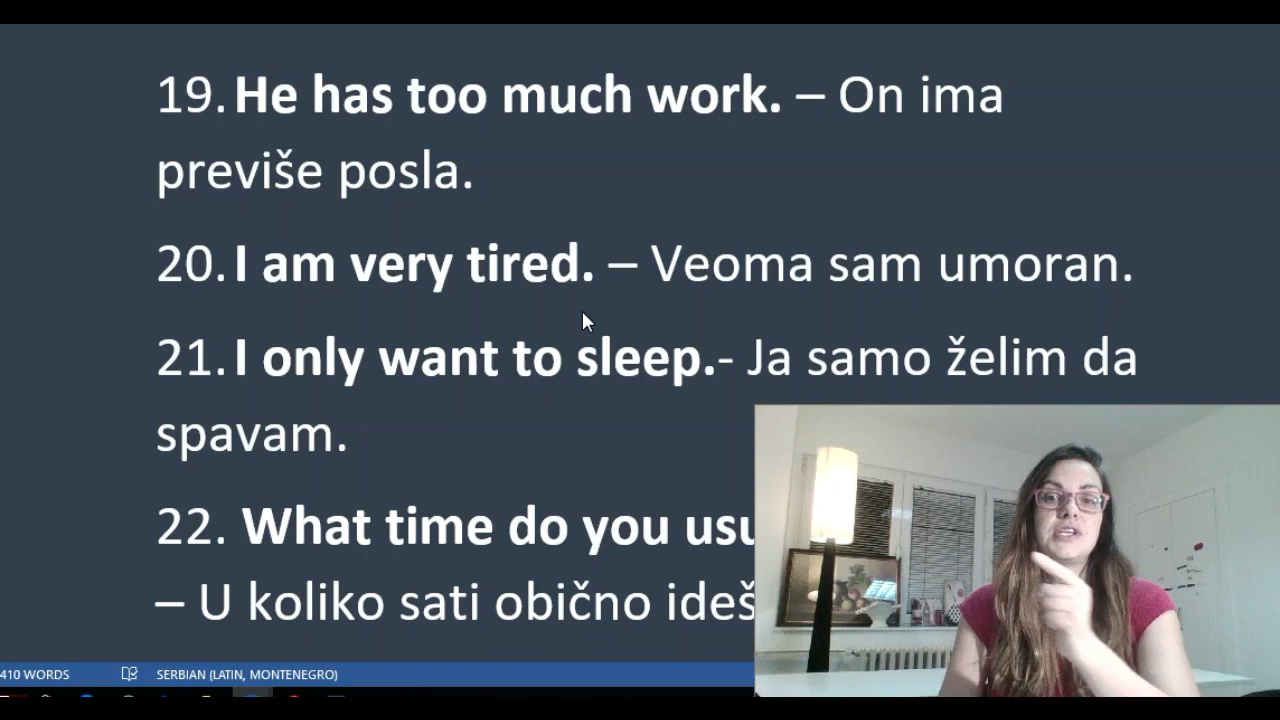 19. He has too much work. – On ima
previše posla.
20. I am very tired. – Veoma sam umoran.
21. I only want to sleep.- Ja samo želim da
spavam.
22. What time do you
– U koliko sati obično ideš
410 WORDS SERBIAN (LATIN, MONTENEGRO)